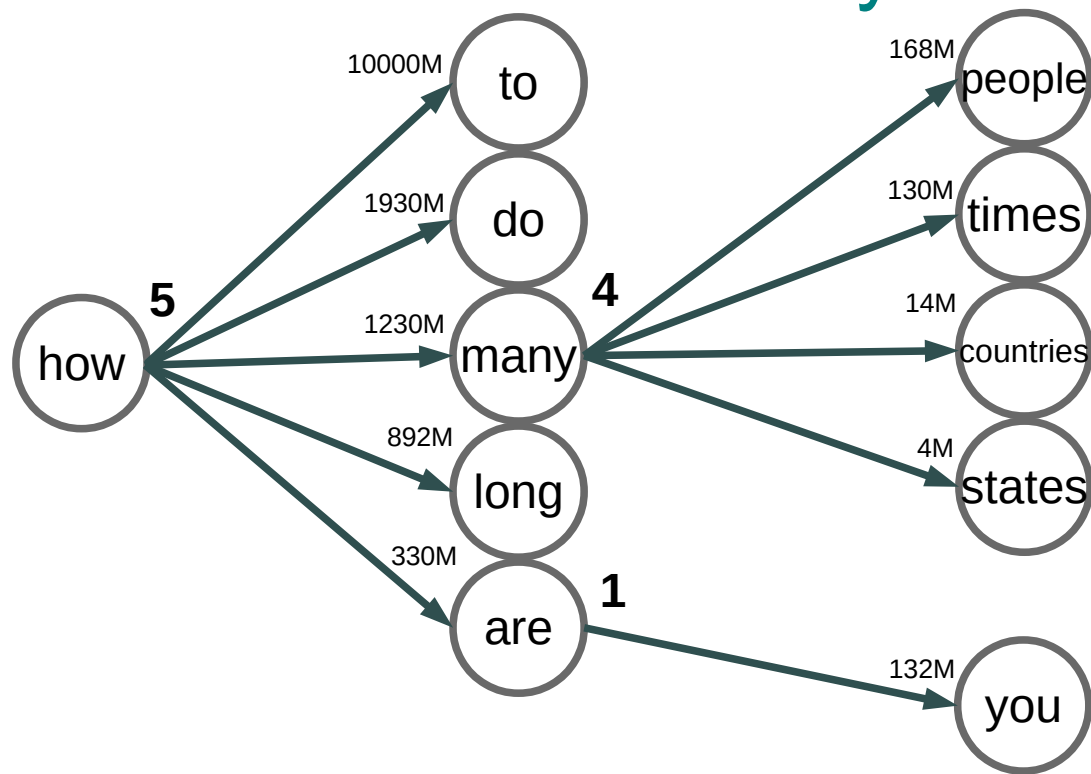 how
5
10000M
to
1930M
do
1230M
many
892M
long
330M
are
4
168M
people
130M
times
14M
countries
4M
states
1
132M
you